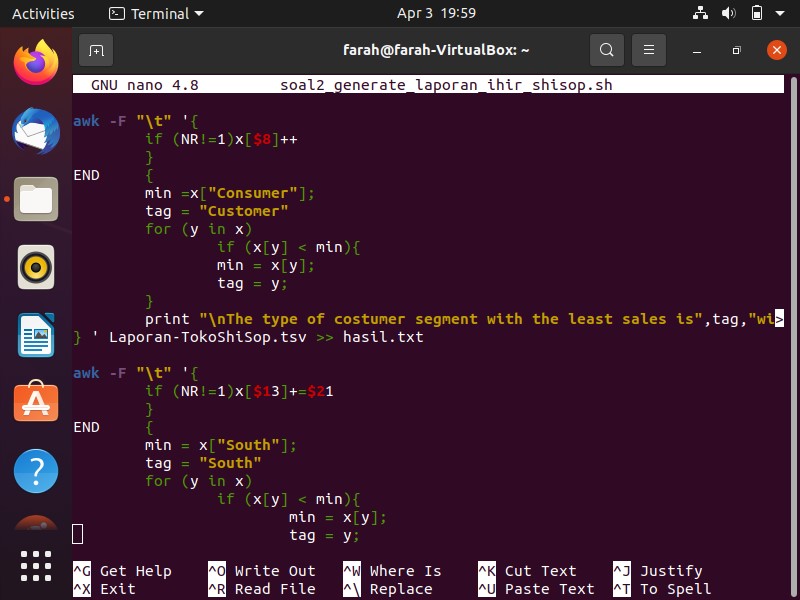 Activities Terminal Apr 3 19:59
farah@farah-VirtualBox: ~
GNU nano 4.8 soal2_generate_laporan_ihir_shisop.sh
awk -F "\t" '{
if (NR!=1)x[$8]++
}
END {
min =x["Consumer"];
tag = "Customer"
for (y in x)
if (x[y] < min){
min = x[y];
tag = y;
}
print "\nThe type of costumer segment with the least sales is",tag,"wi>
} ' Laporan-TokoShiSop.tsv >> hasil.txt
awk -F "\t" '{
if (NR!=1)x[$13]+=$21
}
END {
min = x["South"];
tag = "South"
for (y in x)
if (x[y] < min){
min = x[y];
tag = y;
^G Get Help ^O Write Out ^W Where Is ^K Cut Text ^J Justify
^X Exit ^R Read File ^\ Replace ^U Paste Text ^T To Spell